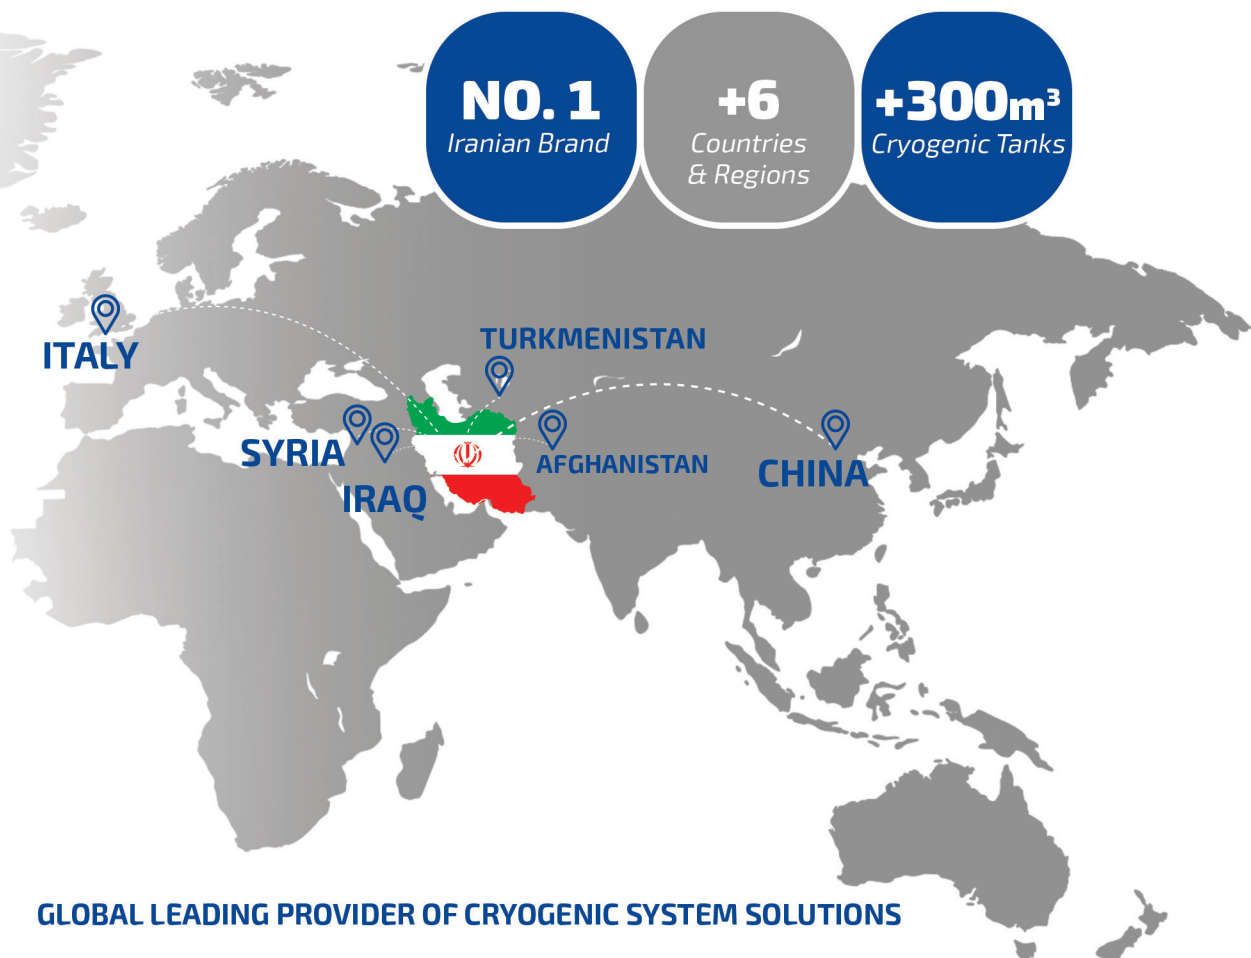 NO. 1
Iranian Brand
+6
Countries
& Regions
+300m³
Cryogenic Tanks
ITALY
TURKMENISTAN
SYRIA
IRAQ
AFGHANISTAN
CHINA
GLOBAL LEADING PROVIDER OF CRYOGENIC SYSTEM SOLUTIONS